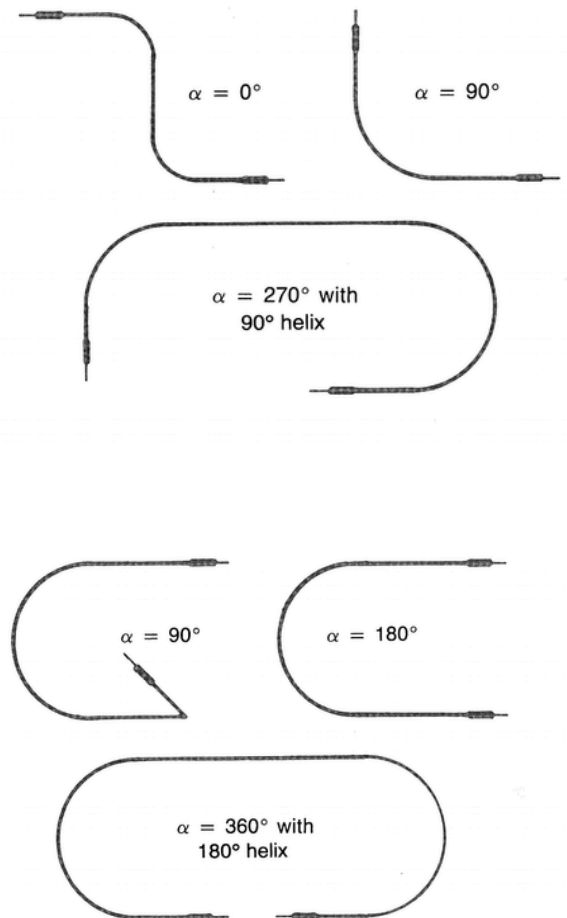 α = 0°
α = 90°
α = 270° with
90° helix
α = 90°
α = 180°
α = 360° with
180° helix